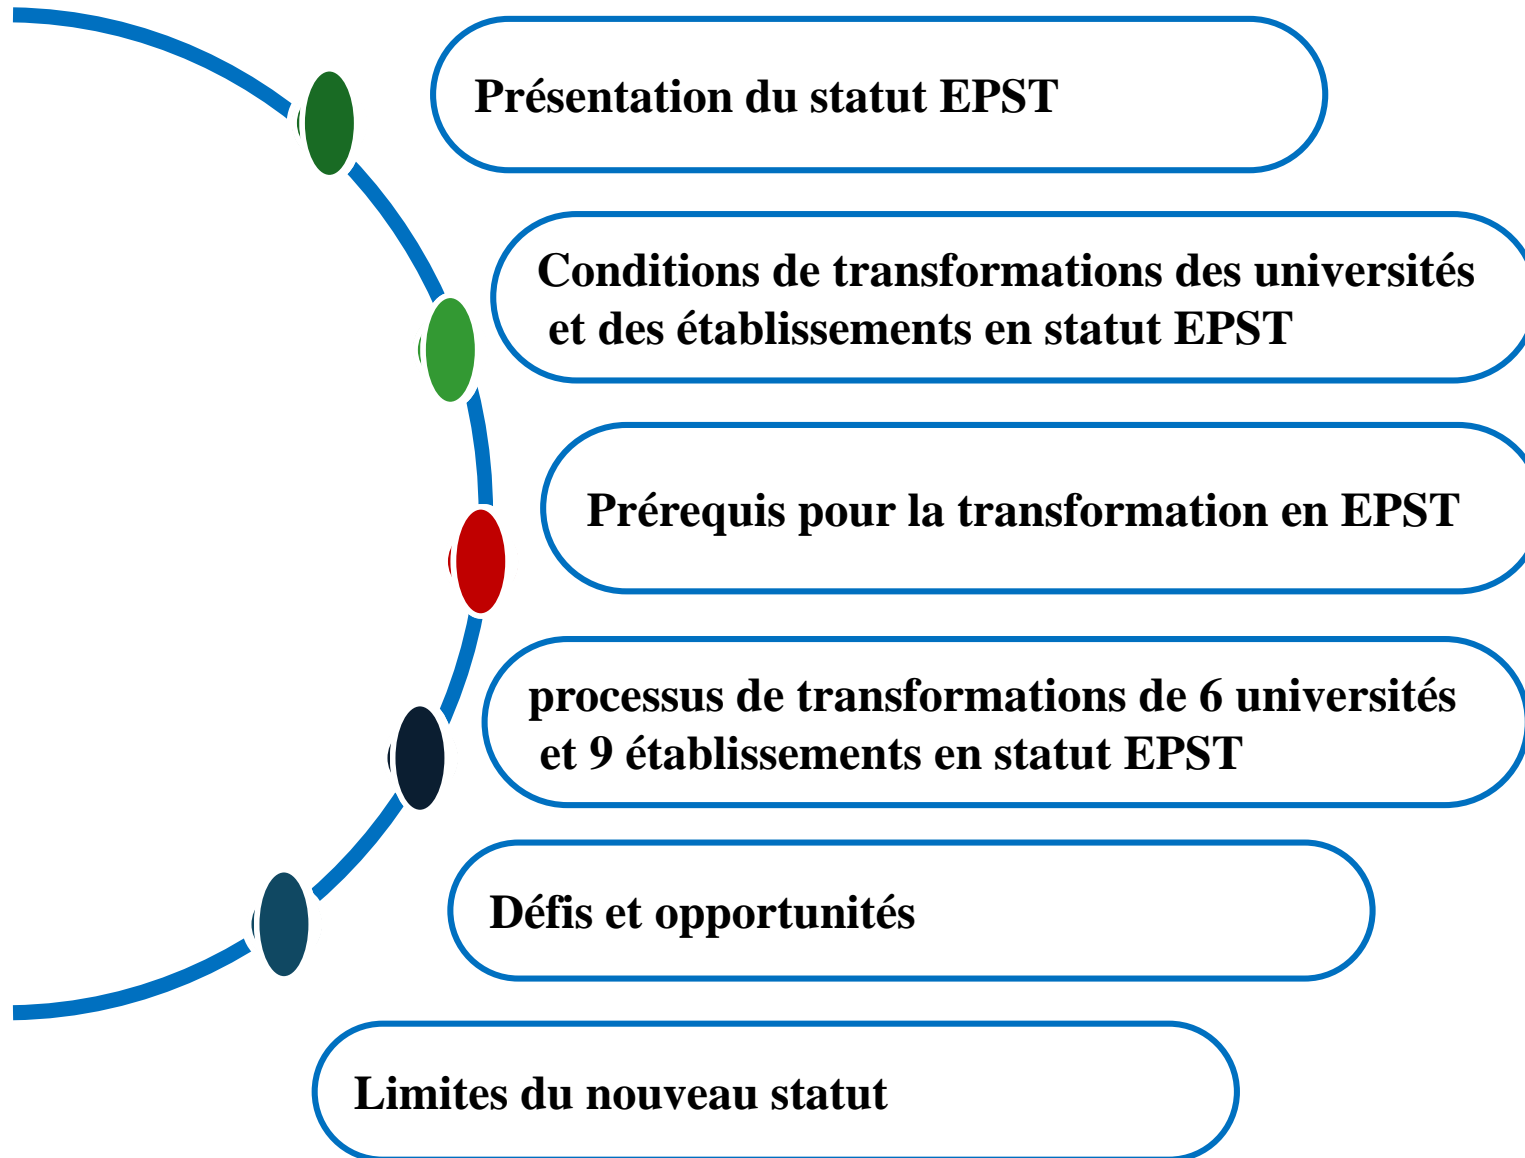 Présentation du statut EPST
Conditions de transformations des universités
et des établissements en statut EPST
Prérequis pour la transformation en EPST
processus de transformations de 6 universités
et 9 établissements en statut EPST
Défis et opportunités
Limites du nouveau statut